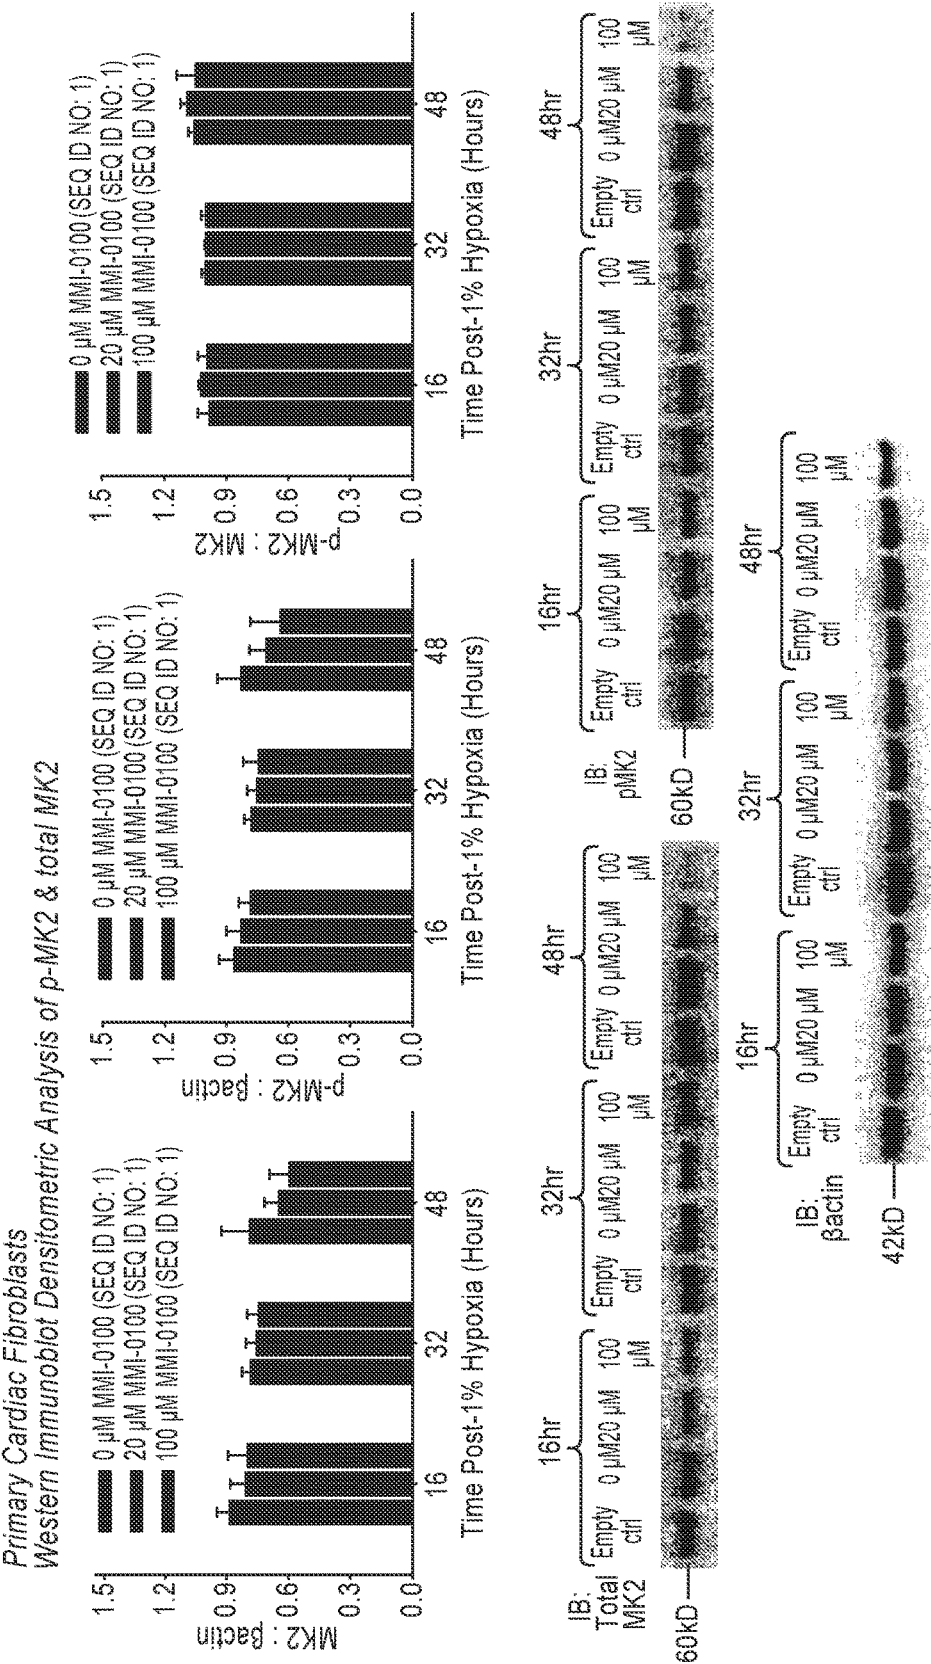 Primary Cardiac Fibroblasts
Western Immunoblot Densitometric Analysis of p-MK2 & total MK2
0 µM MMI-0100 (SEQ ID NO: 1)
20 µM MMI-0100 (SEQ ID NO: 1)
100 µM MMI-0100 (SEQ ID NO: 1)
MK2 : βactin
1.5
1.2
0.9
0.6
0.3
0.0
16 32 48
Time Post-1% Hypoxia (Hours)
0 µM MMI-0100 (SEQ ID NO: 1)
20 µM MMI-0100 (SEQ ID NO: 1)
100 µM MMI-0100 (SEQ ID NO: 1)
p-MK2 : βactin
1.5
1.2
0.9
0.6
0.3
0.0
16 32 48
Time Post-1% Hypoxia (Hours)
0 µM MMI-0100 (SEQ ID NO: 1)
20 µM MMI-0100 (SEQ ID NO: 1)
100 µM MMI-0100 (SEQ ID NO: 1)
p-MK2 : MK2
1.5
1.2
0.9
0.6
0.3
0.0
16 32 48
Time Post-1% Hypoxia (Hours)
16hr 32hr 48hr
IB:
Total
MK2
Empty ctrl 0 µM 20 µM 100 µM Empty ctrl 0 µM 20 µM 100 µM Empty ctrl 0 µM 20 µM 100 µM
60kD
16hr 32hr 48hr
IB:
pMK2
Empty ctrl 0 µM 20 µM 100 µM Empty ctrl 0 µM 20 µM 100 µM Empty ctrl 0 µM 20 µM 100 µM
60kD
16hr 32hr 48hr
IB:
βactin
Empty ctrl 0 µM 20 µM 100 µM Empty ctrl 0 µM 20 µM 100 µM Empty ctrl 0 µM 20 µM 100 µM
42kD